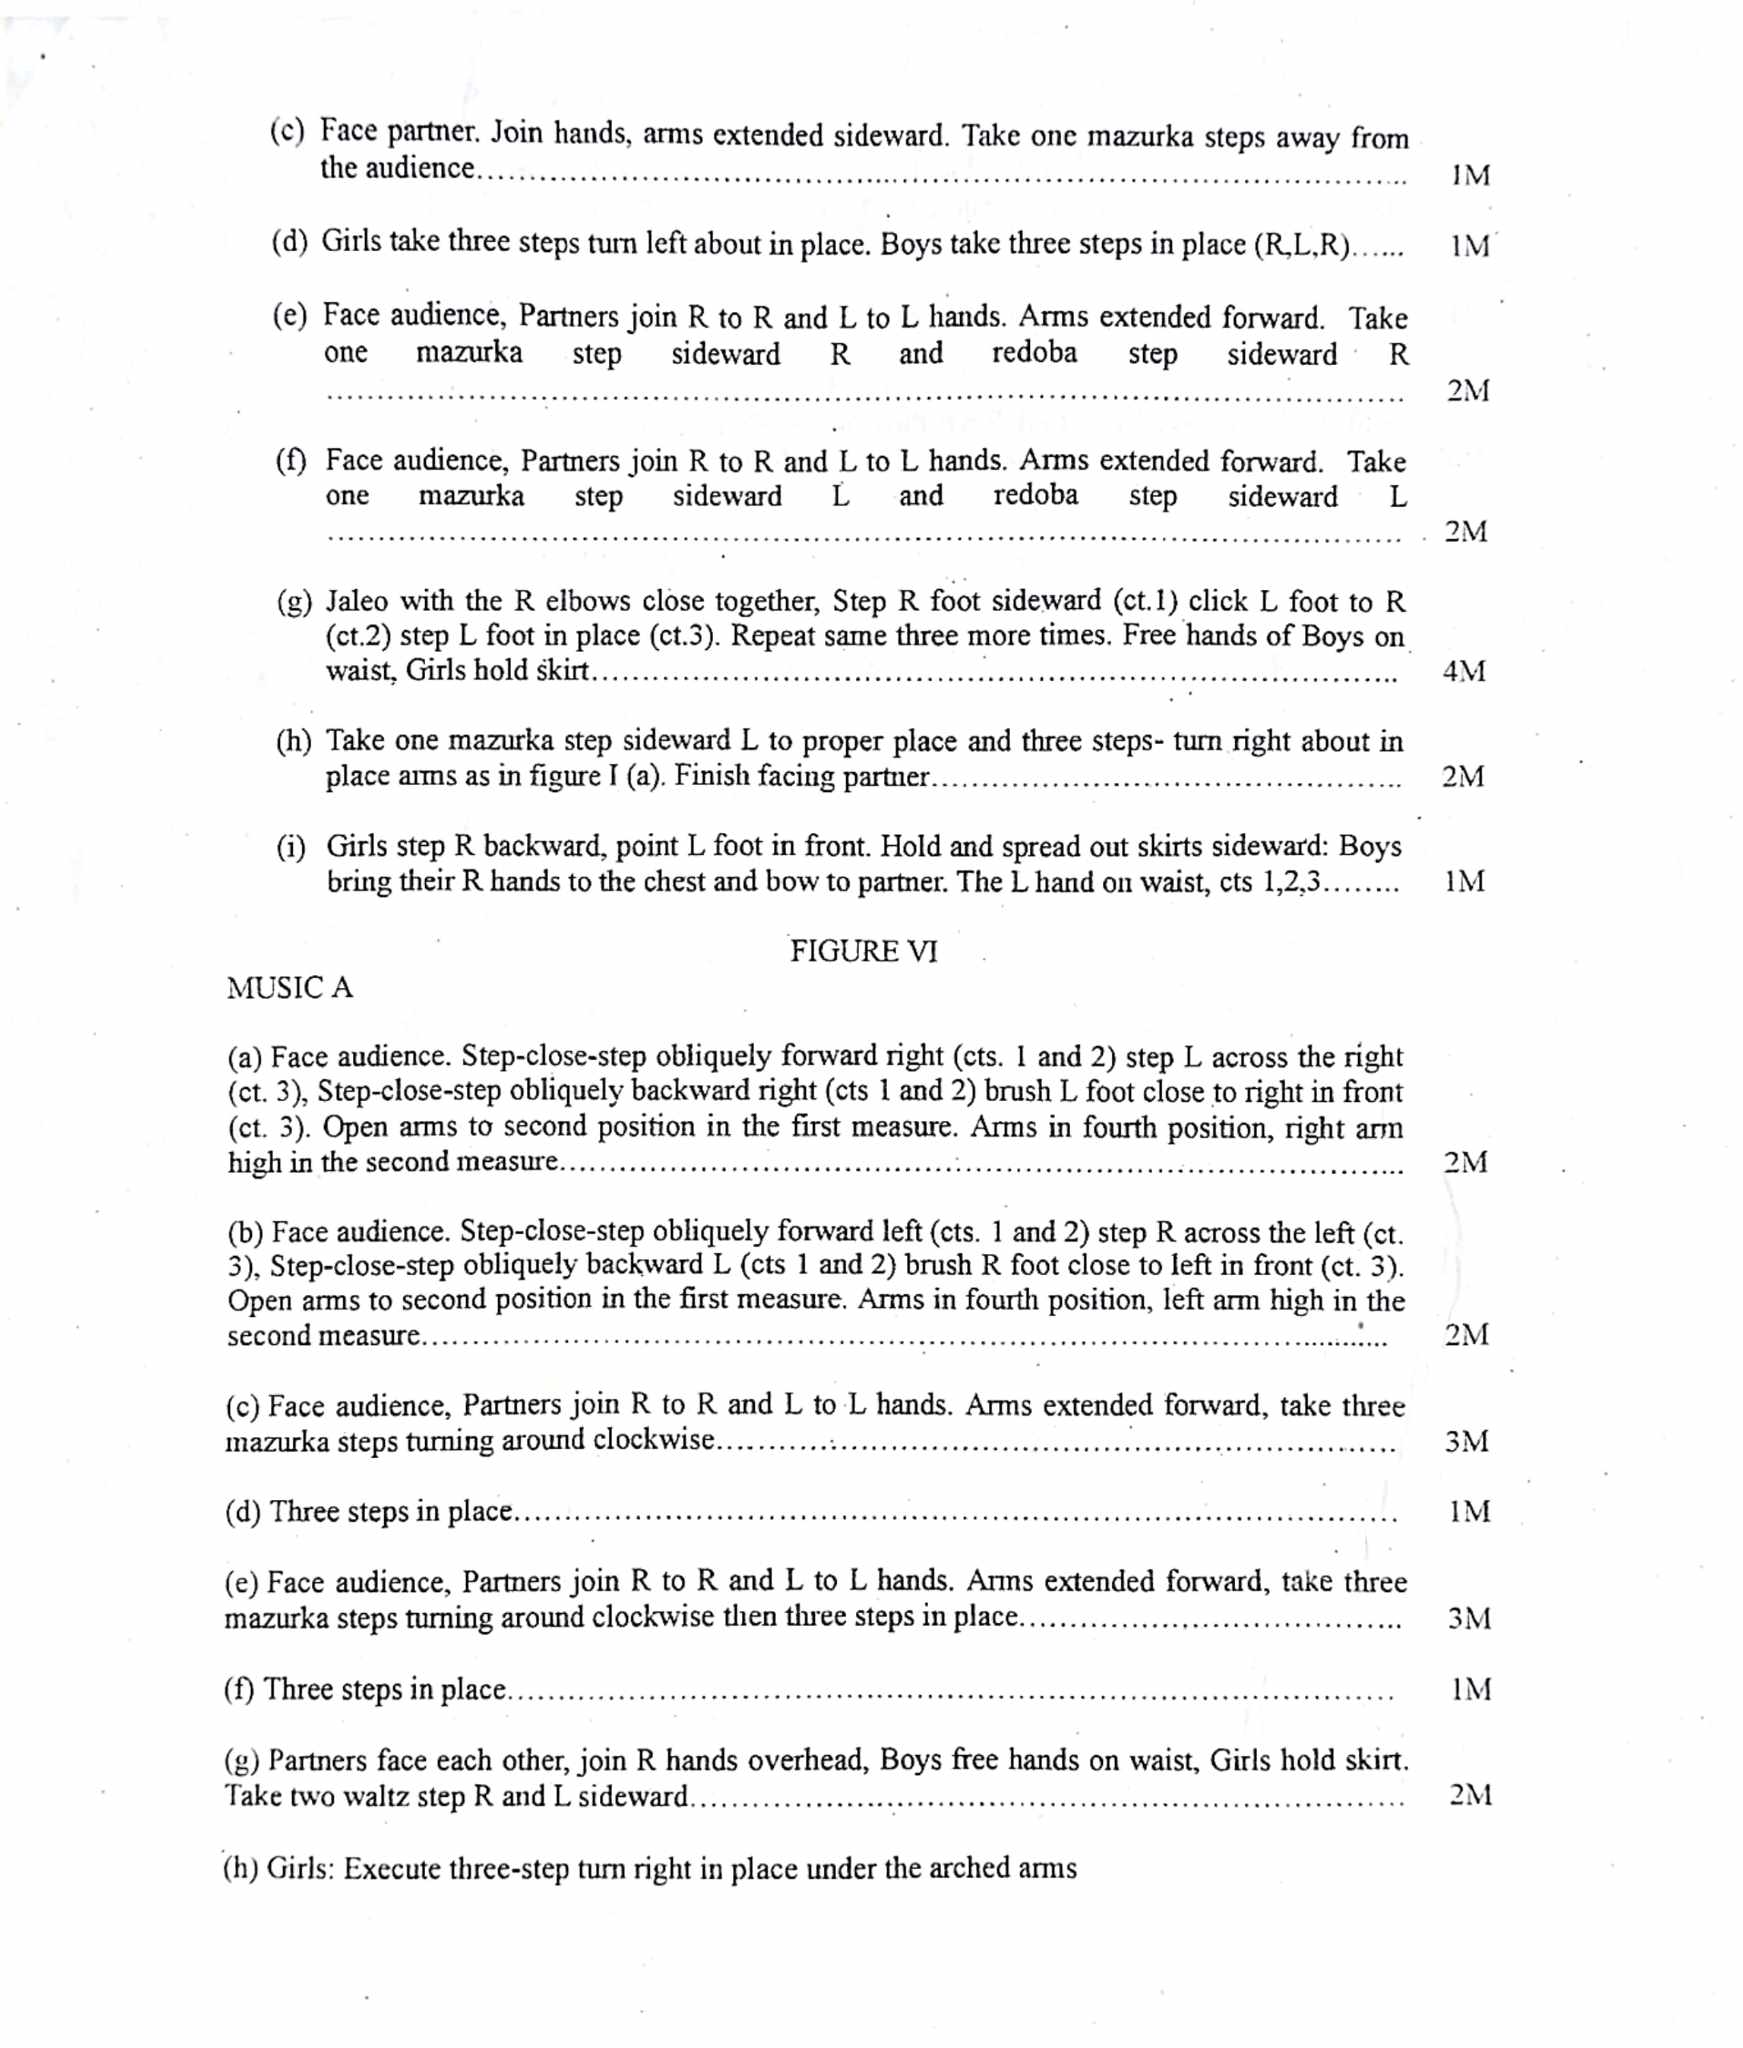 (c) Face partner. Join hands, arms extended sideward. Take one mazurka steps away from
the audience.......... 1M
(d) Girls take three steps turn left about in place. Boys take three steps in place (R,L,R)...... 1M
(e) Face audience, Partners join R to R and L to L hands. Arms extended forward. Take
one mazurka step sideward R and redoba step sideward R
.......... 2M
(f) Face audience, Partners join R to R and L to L hands. Arms extended forward. Take
one mazurka step sideward L and redoba step sideward L
.......... 2M
(g) Jaleo with the R elbows close together, Step R foot sideward (ct.1) click L foot to R
(ct.2) step L foot in place (ct.3). Repeat same three more times. Free hands of Boys on
waist, Girls hold skirt.......... 4M
(h) Take one mazurka step sideward L to proper place and three steps- turn right about in
place arms as in figure I (a). Finish facing partner.......... 2M
(i) Girls step R backward, point L foot in front. Hold and spread out skirts sideward: Boys
bring their R hands to the chest and bow to partner. The L hand on waist, cts 1,2,3........ 1M
FIGURE VI
MUSIC A
(a) Face audience. Step-close-step obliquely forward right (cts. 1 and 2) step L across the right
(ct. 3), Step-close-step obliquely backward right (cts 1 and 2) brush L foot close to right in front
(ct. 3). Open arms to second position in the first measure. Arms in fourth position, right arm
high in the second measure.......... 2M
(b) Face audience. Step-close-step obliquely forward left (cts. 1 and 2) step R across the left (ct.
3), Step-close-step obliquely backward L (cts 1 and 2) brush R foot close to left in front (ct. 3).
Open arms to second position in the first measure. Arms in fourth position, left arm high in the
second measure.......... 2M
(c) Face audience, Partners join R to R and L to L hands. Arms extended forward, take three
mazurka steps turning around clockwise.......... 3M
(d) Three steps in place.......... 1M
(e) Face audience, Partners join R to R and L to L hands. Arms extended forward, take three
mazurka steps turning around clockwise then three steps in place.......... 3M
(f) Three steps in place.......... 1M
(g) Partners face each other, join R hands overhead, Boys free hands on waist, Girls hold skirt.
Take two waltz step R and L sideward.......... 2M
(h) Girls: Execute three-step turn right in place under the arched arms